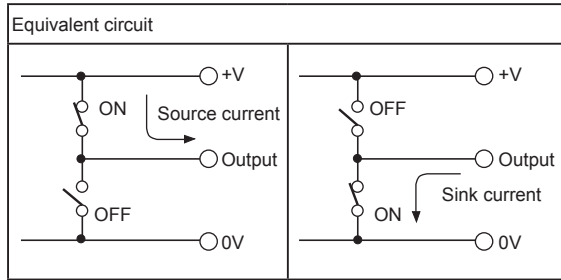 Equivalent circuit
+V
ON
Source current
Output
OFF
0V
+V
OFF
Output
Sink current
ON
0V